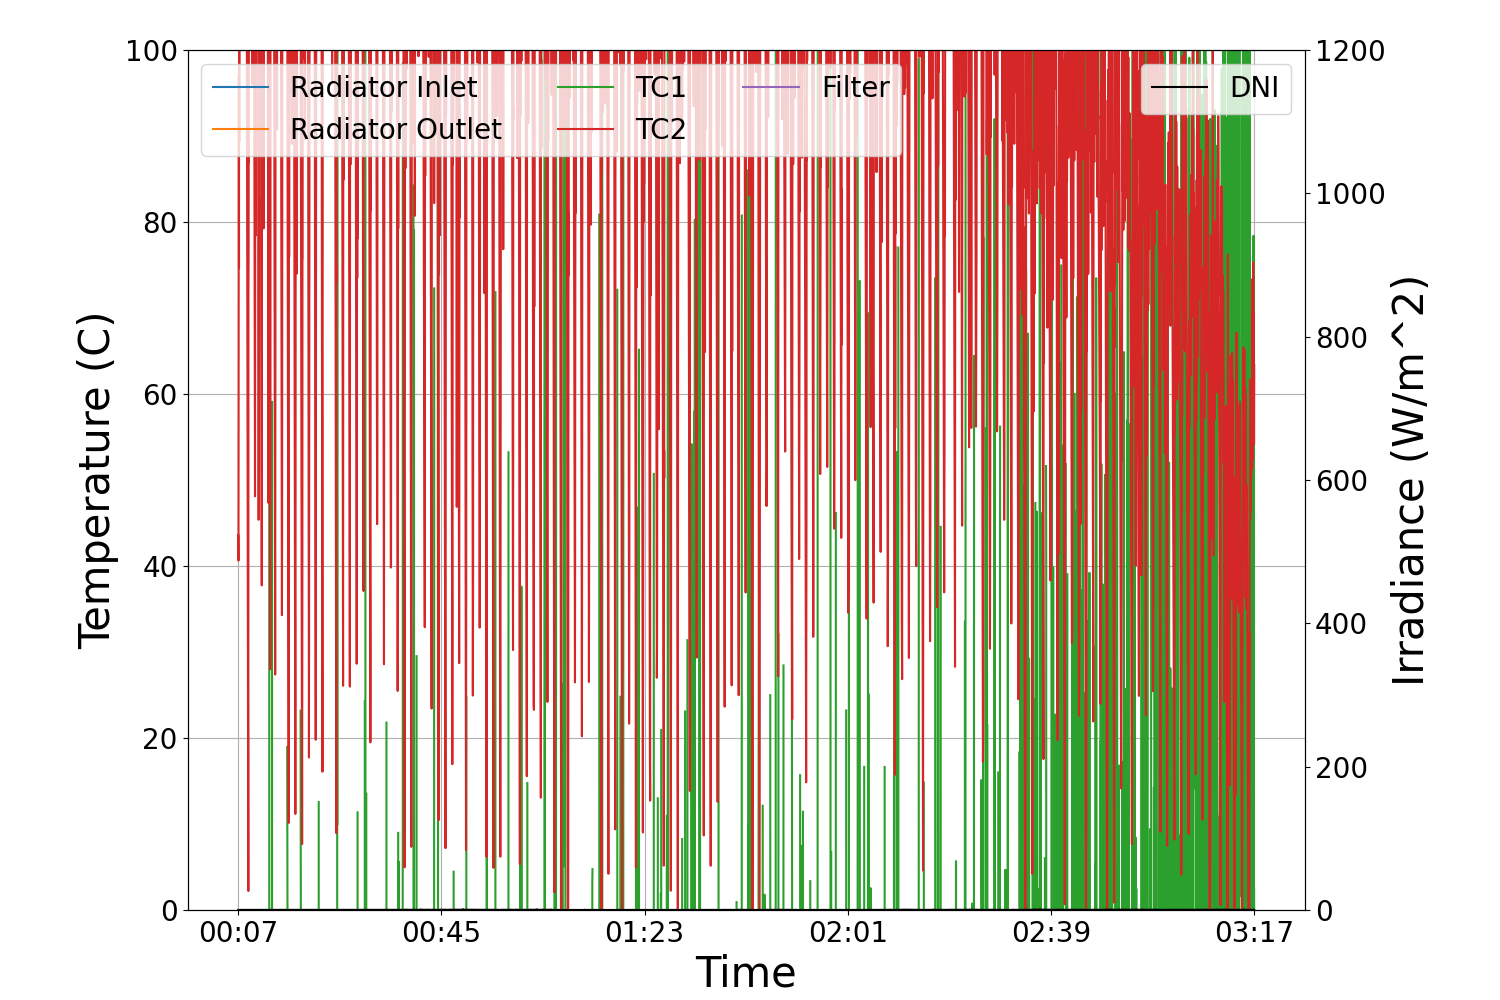 100
80
60
40
20
0
Temperature (C)
Radiator Inlet
Radiator Outlet
TC1
TC2
Filter
DNI
1200
1000
800
600
400
200
0
Irradiance (W/m^2)
00:07
00:45
01:23
02:01
02:39
03:17
Time